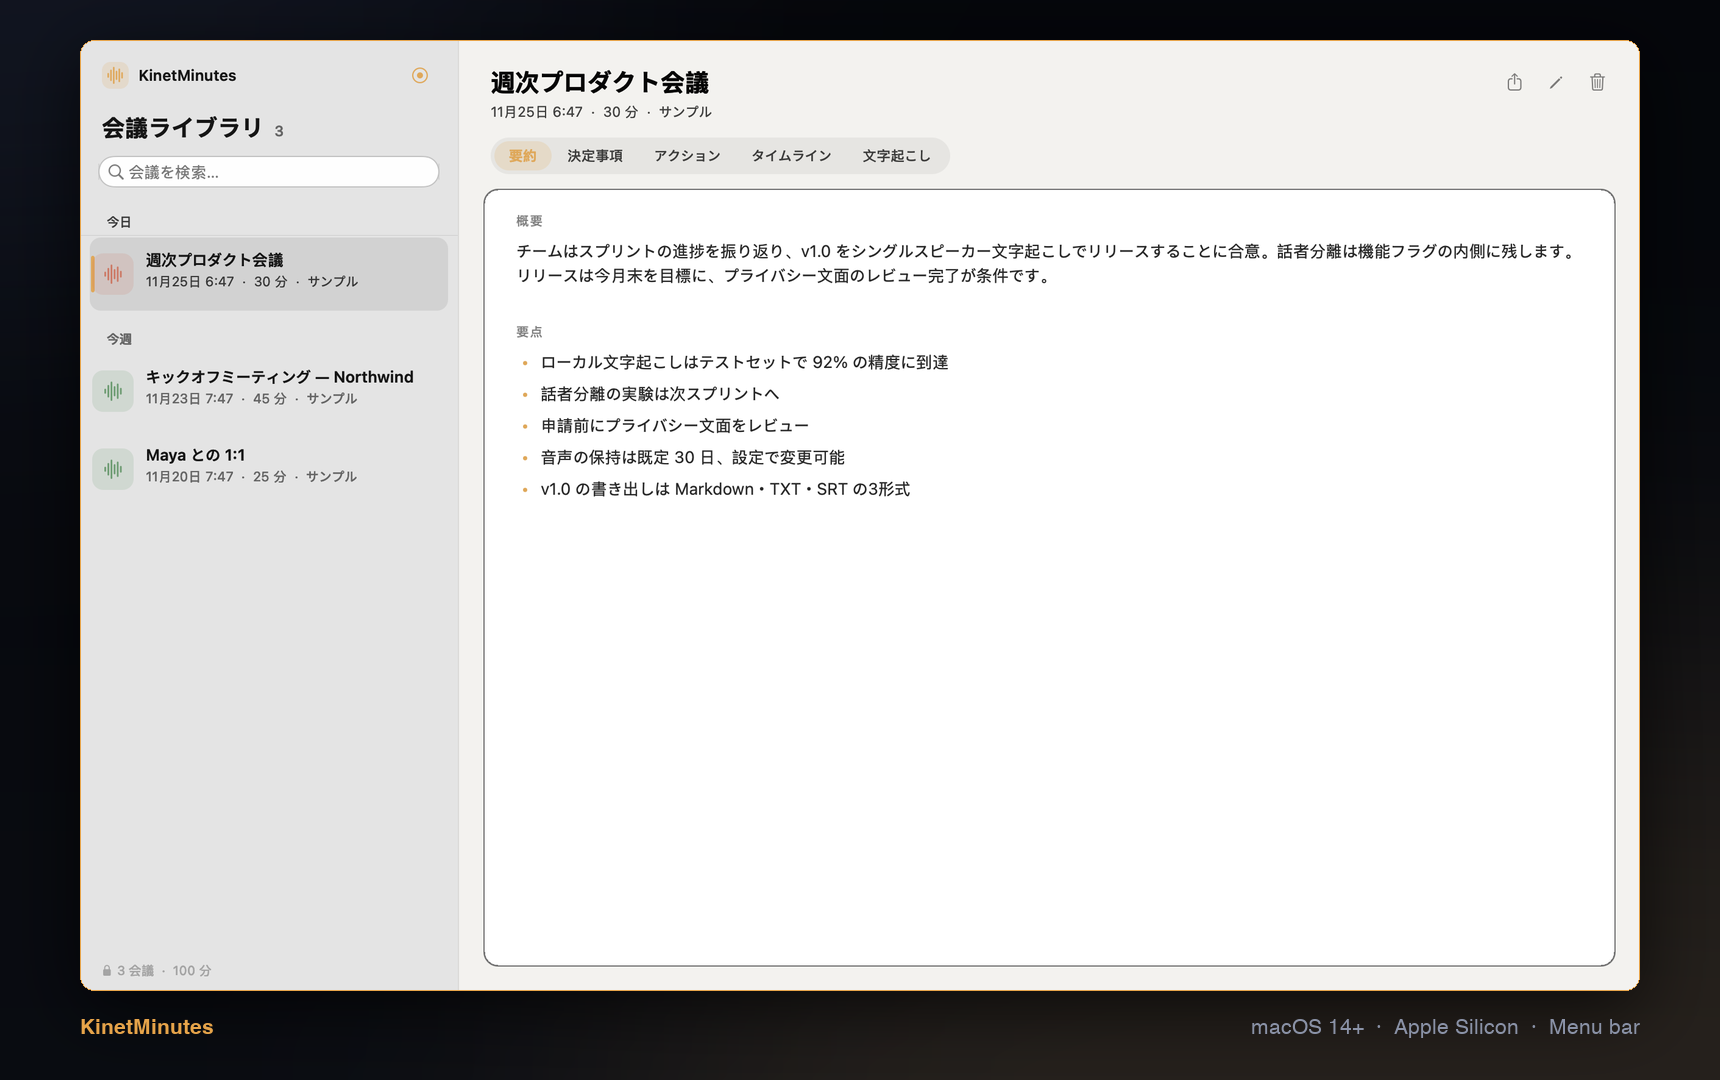 KinetMinutes
会議ライブラリ 3
会議を検索...
今日
週次プロダクト会議
11月25日 6:47 · 30 分 · サンプル
今週
キックオフミーティング — Northwind
11月23日 7:47 · 45 分 · サンプル
Maya との 1:1
11月20日 7:47 · 25 分 · サンプル
3 会議 · 100 分
週次プロダクト会議
11月25日 6:47 · 30 分 · サンプル
要約 決定事項 アクション タイムライン 文字起こし
概要
チームはスプリントの進捗を振り返り、v1.0 をシングルスピーカー文字起こしでリリースすることに合意。話者分離は機能フラグの内側に残します。
リリースは今月末を目標に、プライバシー文面のレビュー完了が条件です。
要点
• ローカル文字起こしはテストセットで 92% の精度に到達
• 話者分離の実験は次スプリントへ
• 申請前にプライバシー文面をレビュー
• 音声の保持は既定 30 日、設定で変更可能
• v1.0 の書き出しは Markdown・TXT・SRT の3形式
KinetMinutes
macOS 14+ · Apple Silicon · Menu bar